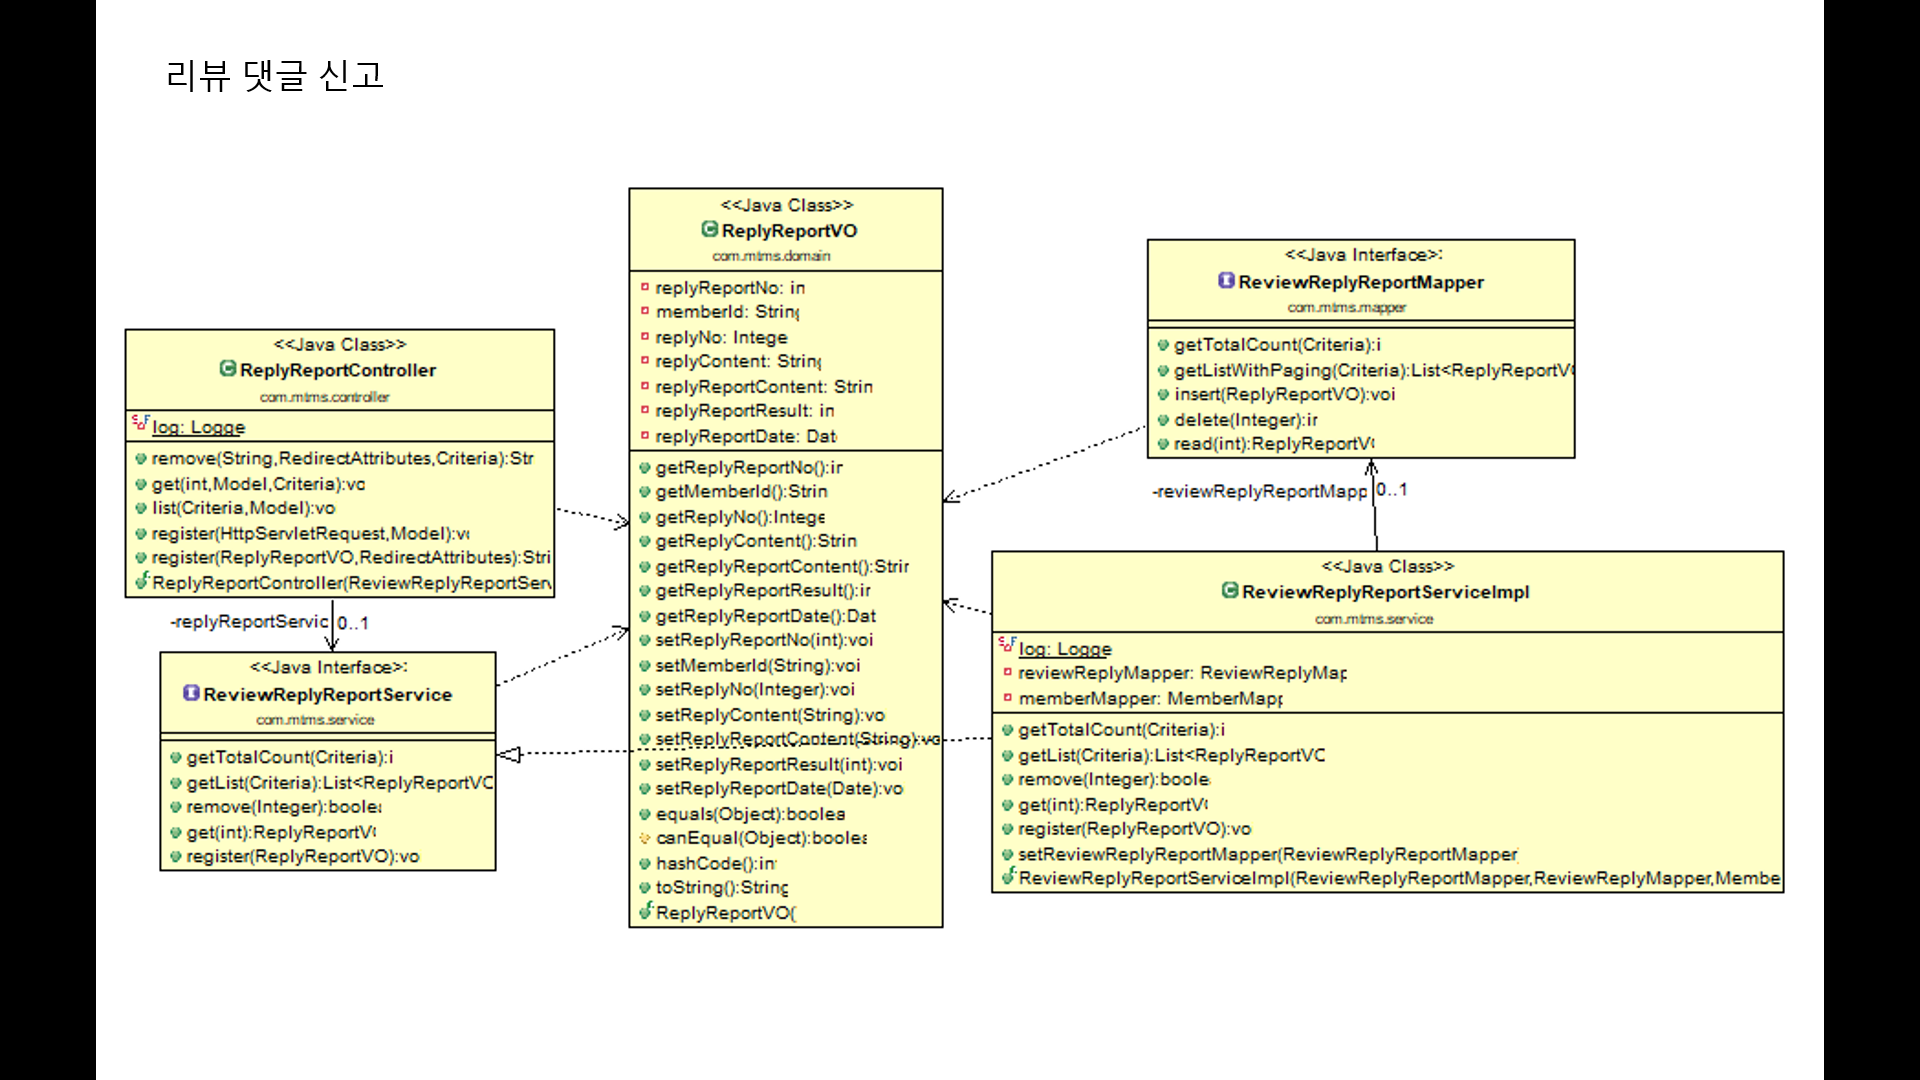 리뷰 댓글 신고
<<Java Class>>
ReplyReportController
com.mtms.controller
log: Logge
remove(String,RedirectAttributes,Criteria):Str
get(int,Model,Criteria):vo
list(Criteria,Model):vo
register(HttpServletRequest,Model):v
register(ReplyReportVO,RedirectAttributes):Stri
ReplyReportController(ReviewReplyReportSer
-replyReportServic 0..1
<<Java Interface>>
ReviewReplyReportService
com.mtms.service
getTotalCount(Criteria):i
getList(Criteria):List<ReplyReportVO
remove(Integer):boole
get(int):ReplyReportV
register(ReplyReportVO):vo
<<Java Class>>
ReplyReportVO
com.mtms.domain
replyReportNo: in
memberId: String
replyNo: Intege
replyContent: String
replyReportContent: Strin
replyReportResult: in
replyReportDate: Dat
getReplyReportNo():ir
getMemberId():Strin
getReplyNo():Intege
getReplyContent():Strin
getReplyReportContent():Strir
getReplyReportResult():ir
getReplyReportDate():Dat
setReplyReportNo(int):voi
setMemberId(String):voi
setReplyNo(Integer):voi
setReplyContent(String):vo
setReplyReportContent(String):vo
setReplyReportResult(int):voi
setReplyReportDate(Date):vo
equals(Object):boolea
canEqual(Object):boolea
hashCode():in
toString():String
ReplyReportVO(
<<Java Interface>>
ReviewReplyReportMapper
com.mtms.mapper
getTotalCount(Criteria):i
getListWithPaging(Criteria):List<ReplyReportV
insert(ReplyReportVO):voi
delete(Integer):ir
read(int):ReplyReportV
-reviewReplyReportMapp 0..1
<<Java Class>>
ReviewReplyReportServiceImpl
com.mtms.service
log: Logge
reviewReplyMapper: ReviewReplyMap
memberMapper: MemberMapp
getTotalCount(Criteria):i
getList(Criteria):List<ReplyReportVO
remove(Integer):boole
get(int):ReplyReportV
register(ReplyReportVO):vo
setReviewReplyReportMapper(ReviewReplyReportMapper
ReviewReplyReportServiceImpl(ReviewReplyReportMapper,ReviewReplyMapper,Membe